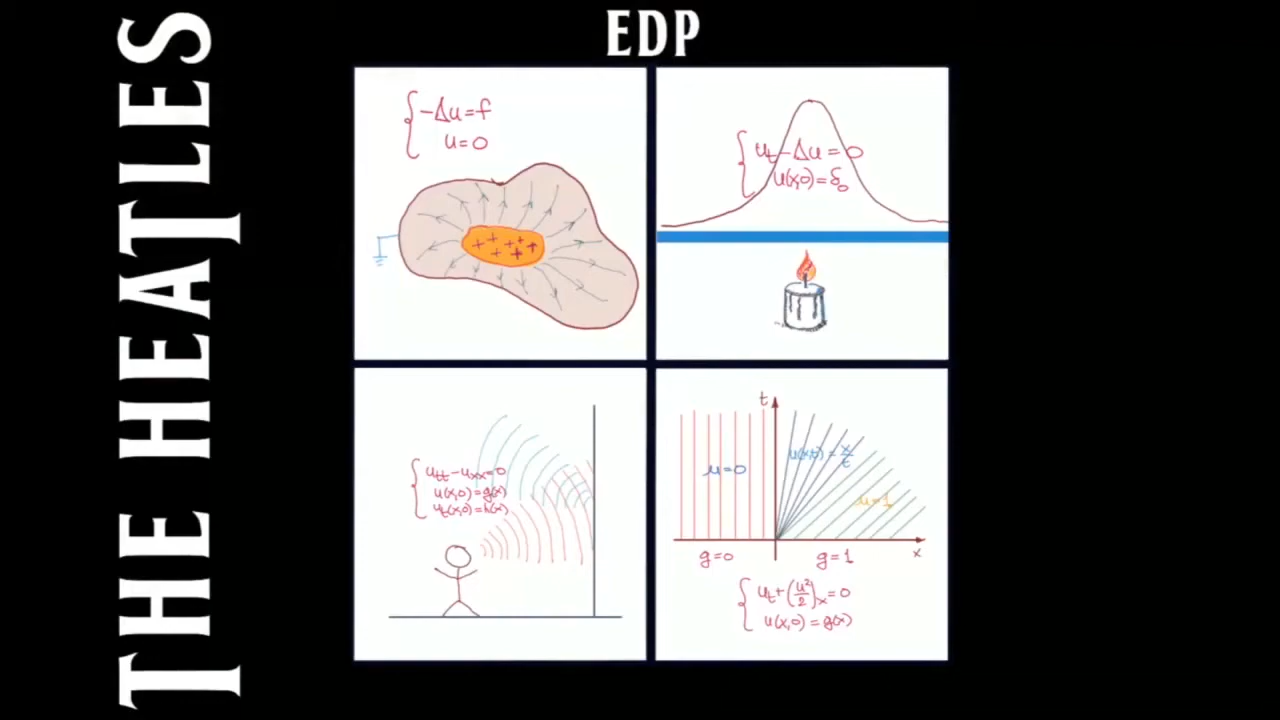 THE HEATLES
EDP
-Δu=f
u=0
u_t-Δu=0
u(x,0)=δ₀
+ + + + + + +
u_tt-u_xx=0
u(x,0)=g(x)
u_t(x,0)=h(x)
t
u=0
u(x,t)=x/t
u=1
x
g=0
g=1
u_t+(u²/2)_x=0
u(x,0)=g(x)